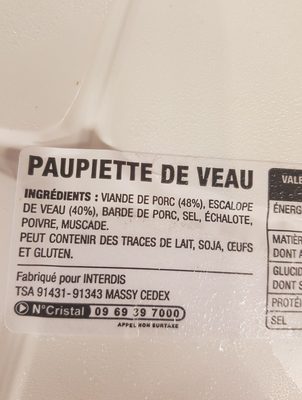 PAUPIETTE DE VEAU
INGRÉDIENTS : VIANDE DE PORC (48%), ESCALOPE
DE VEAU (40%), BARDE DE PORC, SEL, ÉCHALOTE,
POIVRE, MUSCADE.
PEUT CONTENIR DES TRACES DE LAIT, SOJA, ŒUFS
ET GLUTEN.
Fabriqué pour INTERDIS
TSA 91431- 91343 MASSY CEDEX
N°Cristal 09 69 39 7000
APPEL NON SURTAXÉ
VALE
ÉNERG
MATIÈR
DONT A
GLUCID
DONT S
PROTÉI
SEL